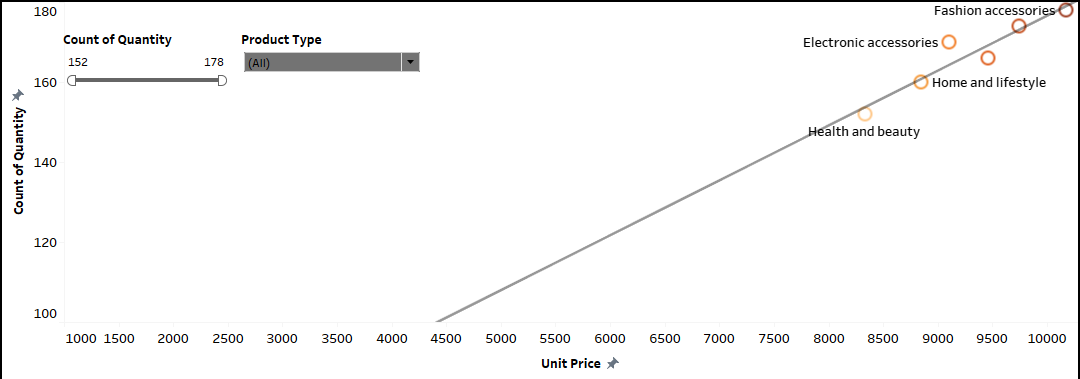 180
Fashion accessories
Count of Quantity
Product Type
Electronic accessories
152
178
(All)
160
Home and lifestyle
Count of Quantity
Health and beauty
140
120
100
1000 1500 2000 2500 3000 3500 4000 4500 5000 5500 6000 6500 7000 7500 8000 8500 9000 9500 10000
Unit Price